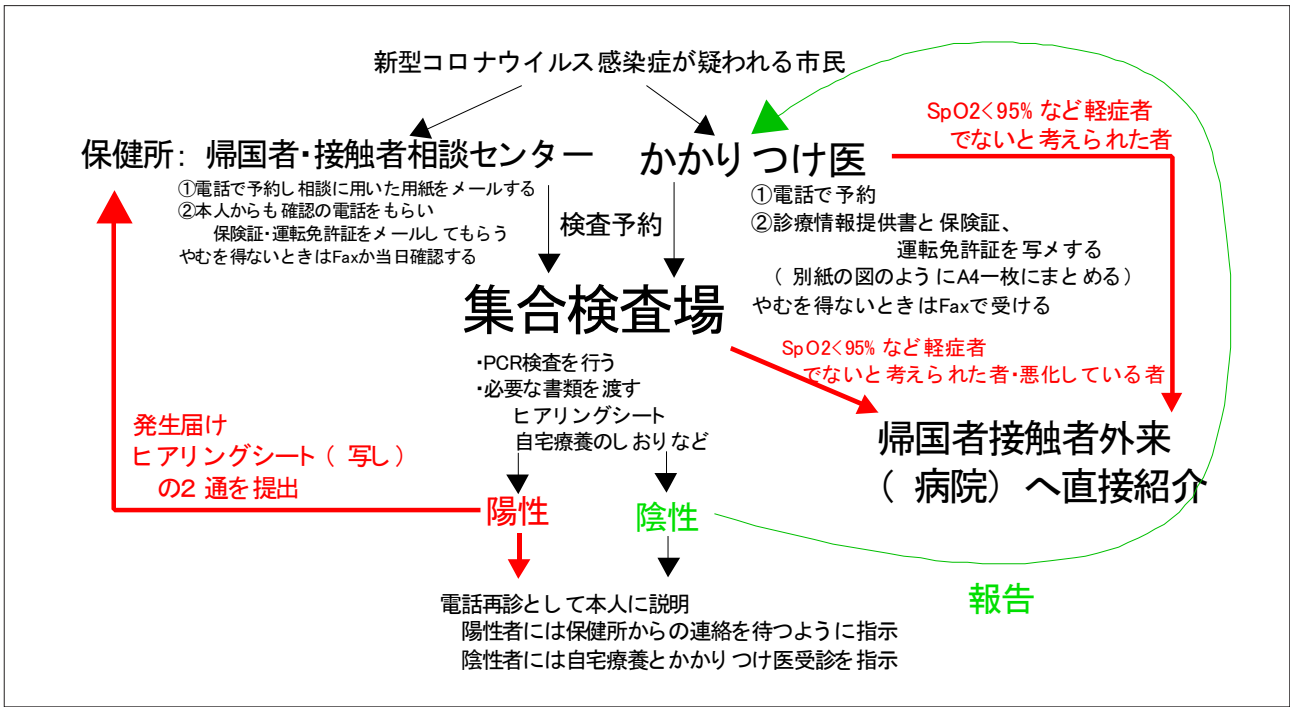 新型コロナウイルス感染症が疑われる市民
保健所：帰国者・接触者相談センター
①電話で予約し相談に用いた用紙をメールする
②本人からも確認の電話をもらい
保険証・運転免許証をメールしてもらう
やむを得ないときはFaxか当日確認する
かかりつけ医
①電話で予約
②診療情報提供書と保険証、
運転免許証を写メする
（別紙の図のようにA4一枚にまとめる）
やむを得ないときはFaxで受ける
SpO2<95%など軽症者
でないと考えられた者
検査予約
集合検査場
・PCR検査を行う
・必要な書類を渡す
ヒアリングシート
自宅療養のしおりなど
SpO2<95%など軽症者
でないと考えられた者・悪化している者
帰国者接触者外来
（病院）へ直接紹介
発生届け
ヒアリングシート（写し）
の2通を提出
陽性
陰性
報告
電話再診として本人に説明
陽性者には保健所からの連絡を待つように指示
陰性者には自宅療養とかかりつけ医受診を指示